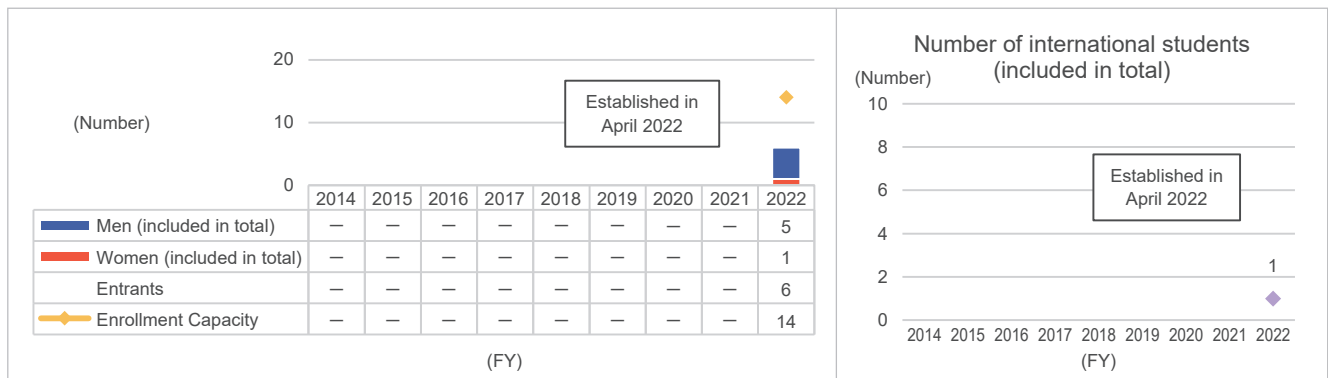 20
(Number)
10
0
Established in
April 2022
2014 2015 2016 2017 2018 2019 2020 2021 2022
Men (included in total) — — — — — — — — 5
Women (included in total) — — — — — — — — 1
Entrants — — — — — — — — 6
Enrollment Capacity — — — — — — — — 14
(FY)
Number of international students
(included in total)
(Number)
10
8
6
4
2
0
Established in
April 2022
1
2014 2015 2016 2017 2018 2019 2020 2021 2022
(FY)